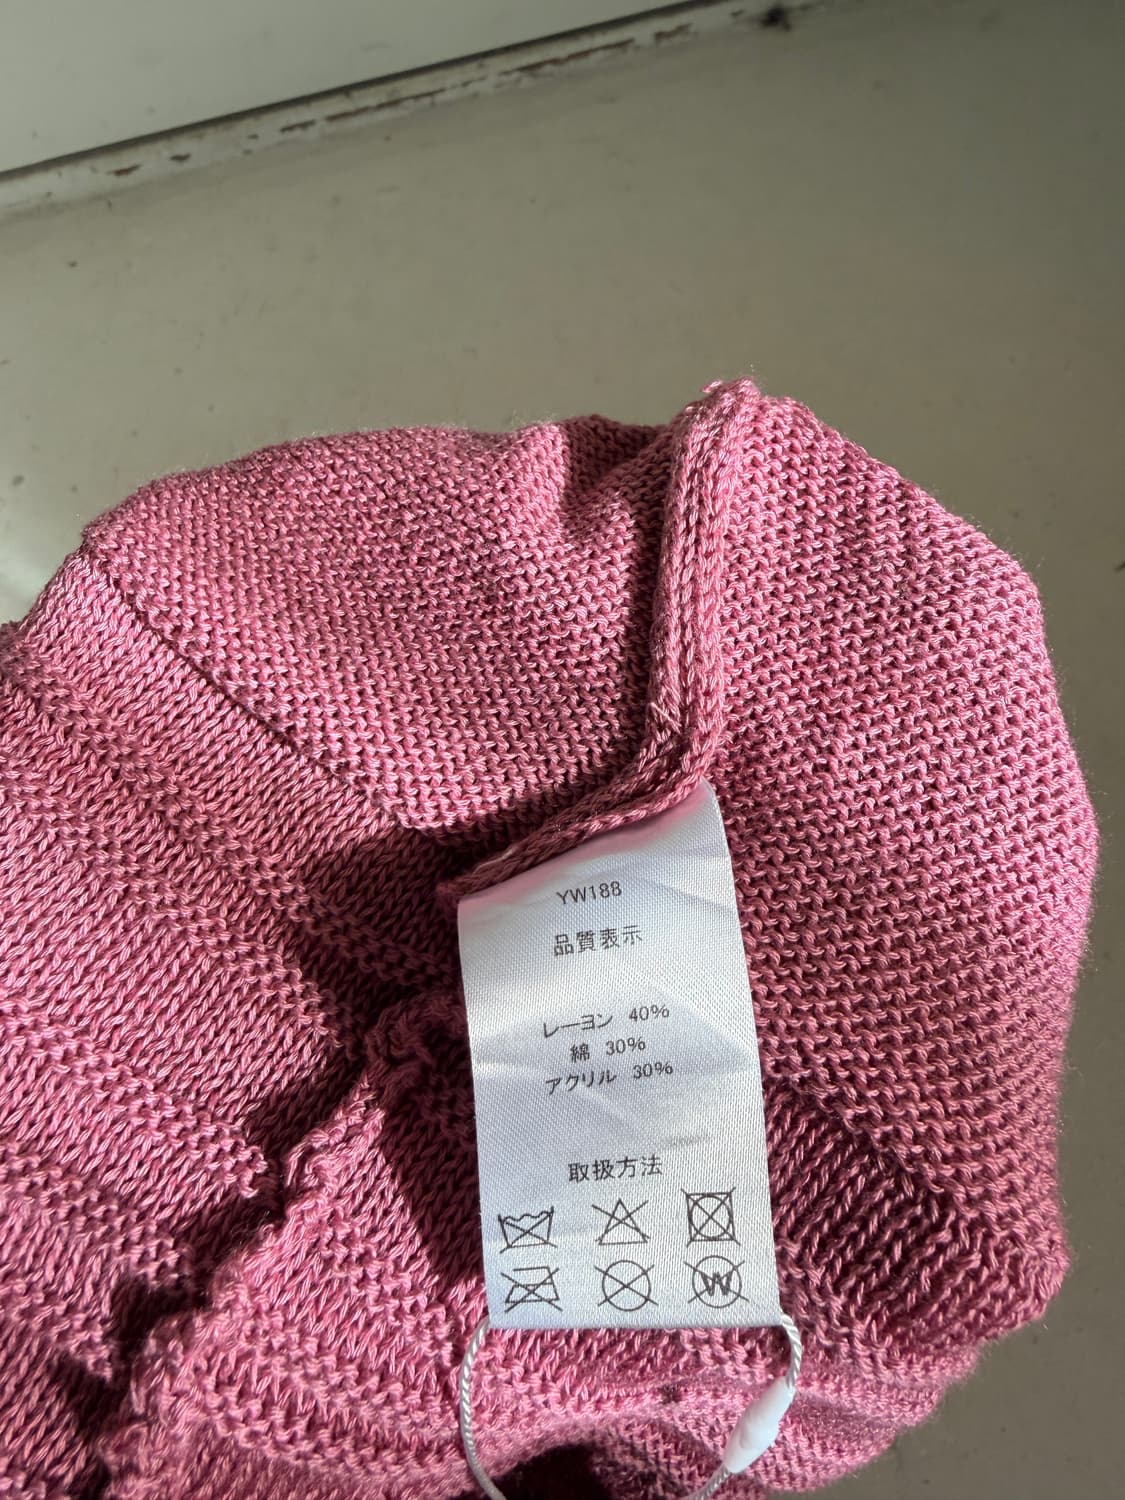 YW188
品質表示
レーヨン 40%
綿 30%
アクリル 30%
取扱方法
W